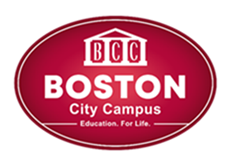 BCC
BOSTON
City Campus
Education. For Life.